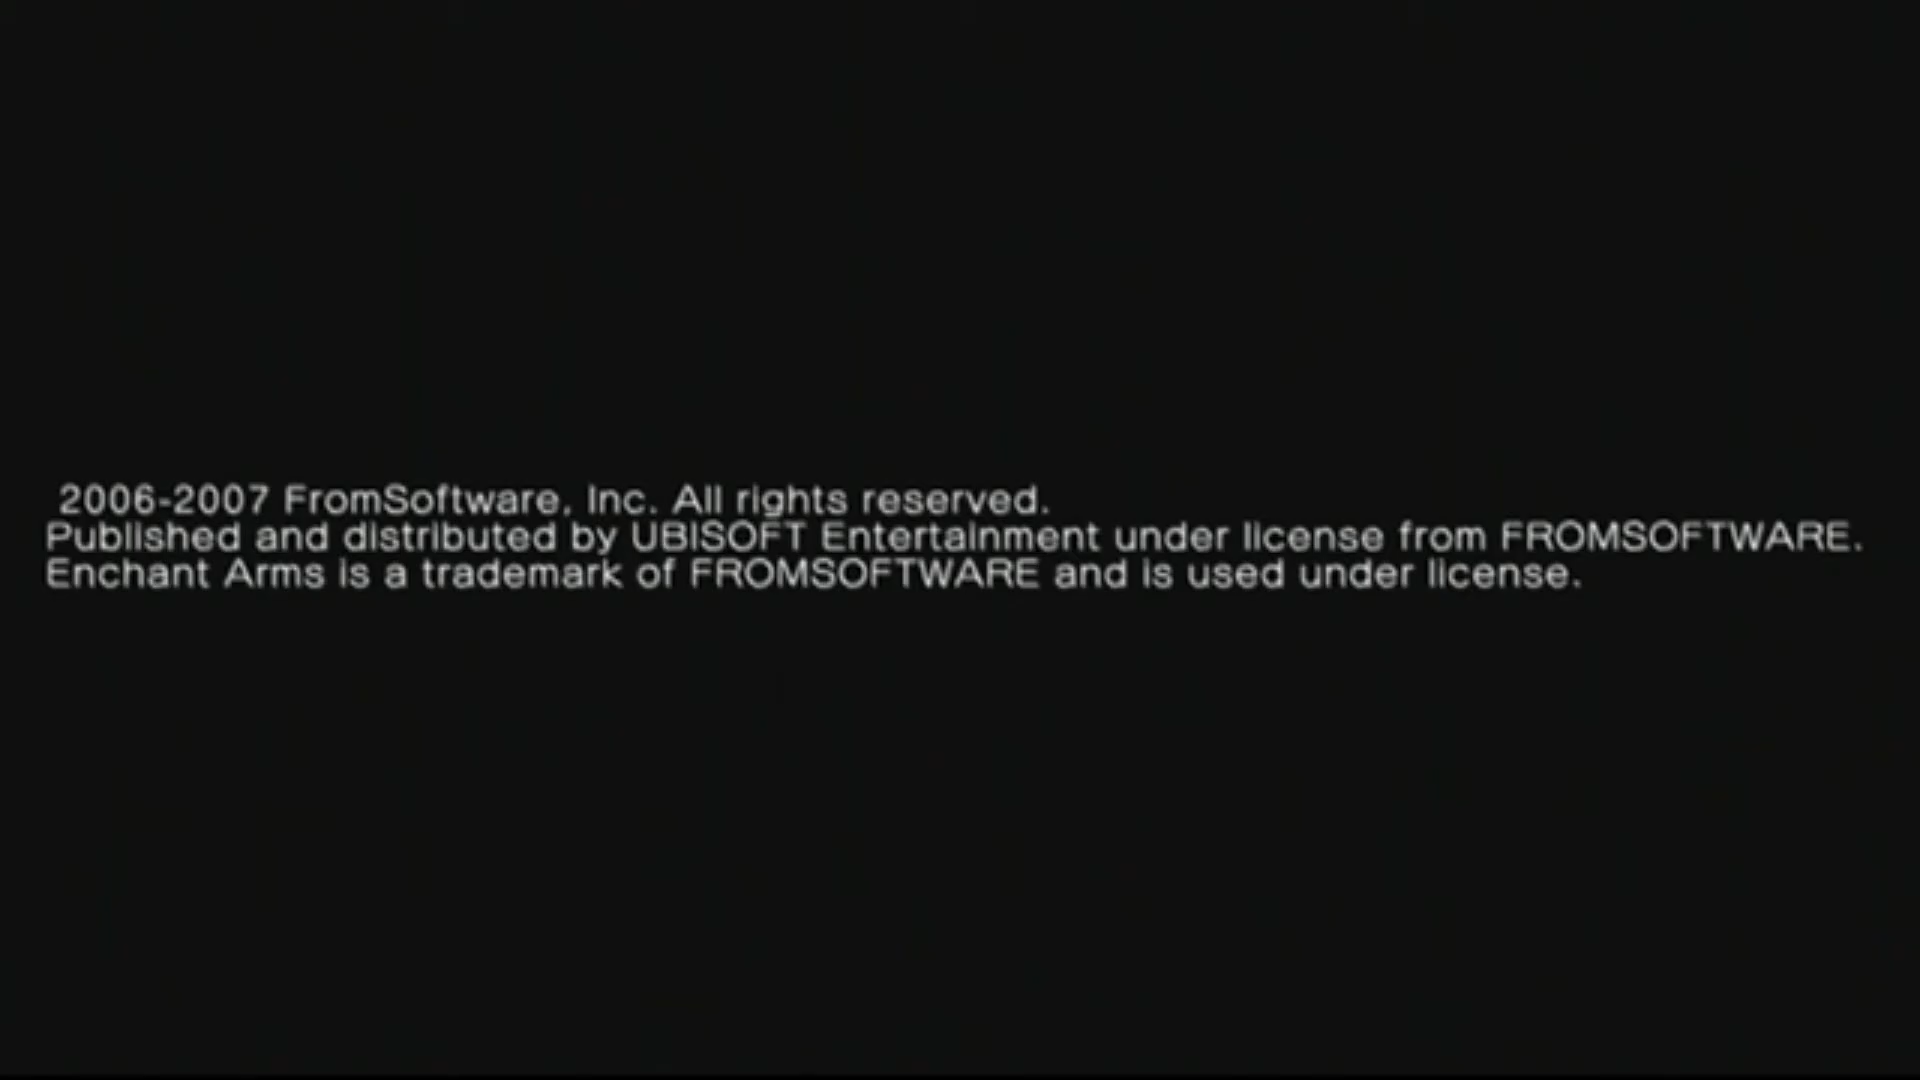 2006-2007 FromSoftware, Inc. All rights reserved.
Published and distributed by UBISOFT Entertainment under license from FROMSOFTWARE.
Enchant Arms is a trademark of FROMSOFTWARE and is used under license.